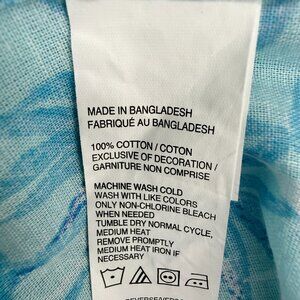 MADE IN BANGLADESH
FABRIQUÉ AU BANGLADESH
100% COTTON / COTON
EXCLUSIVE OF DECORATION /
GARNITURE NON COMPRISE
MACHINE WASH COLD
WASH WITH LIKE COLORS
ONLY NON-CHLORINE BLEACH
WHEN NEEDED
TUMBLE DRY NORMAL CYCLE,
MEDIUM HEAT
REMOVE PROMPTLY
MEDIUM HEAT IRON IF
NECESSARY